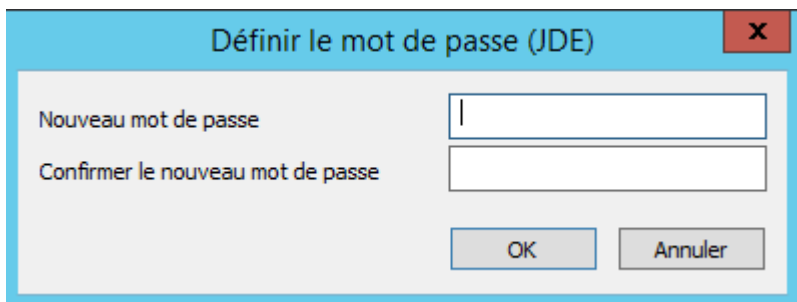 Définir le mot de passe (JDE)
x
Nouveau mot de passe
Confirmer le nouveau mot de passe
OK Annuler